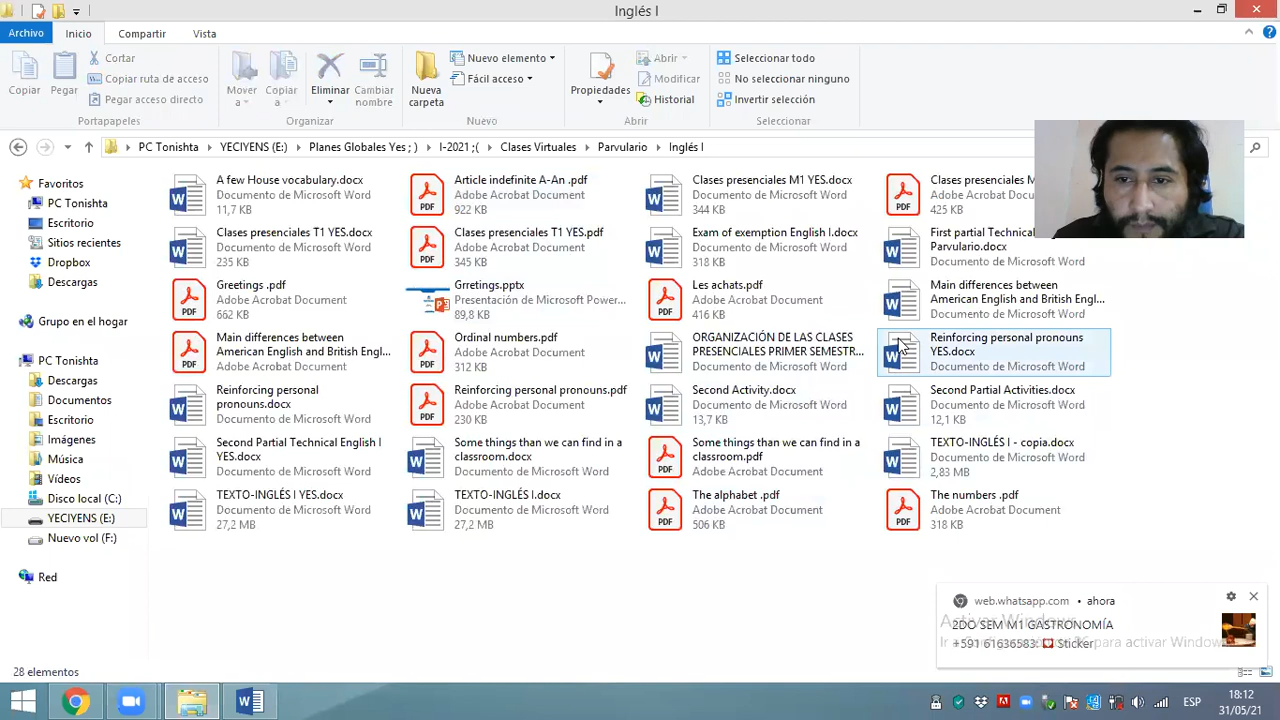 Inglés I
Archivo
Inicio
Compartir
Vista
Copiar
Pegar
Cortar
Copiar ruta de acceso
Pegar acceso directo
Portapapeles
Mover
a
Copiar
a
Eliminar
Cambiar
nombre
Organizar
Nueva
carpeta
Nuevo elemento
Fácil acceso
Nuevo
Propiedades
Abrir
Modificar
Historial
Abrir
Seleccionar todo
No seleccionar ninguno
Invertir selección
Seleccionar
PC Tonishta
YECIYENS (E:)
Planes Globales Yes ; )
I-2021 ;(
Clases Virtuales
Parvulario
Inglés I
Favoritos
PC Tonishta
Escritorio
Sitios recientes
Dropbox
Descargas
Grupo en el hogar
PC Tonishta
Descargas
Documentos
Escritorio
Imágenes
Música
Vídeos
Disco local (C:)
YECIYENS (E:)
Nuevo vol (F:)
Red
A few House vocabulary.docx
Documento de Microsoft Word
11,7 KB
Article indefinite A-An .pdf
Adobe Acrobat Document
922 KB
Clases presenciales M1 YES.docx
Documento de Microsoft Word
344 KB
Clases presenciales M
Adobe Acrobat Docum
425 KB
Clases presenciales T1 YES.docx
Documento de Microsoft Word
235 KB
Clases presenciales T1 YES.pdf
Adobe Acrobat Document
345 KB
Exam of exemption English I.docx
Documento de Microsoft Word
318 KB
First partial Technical
Parvulario.docx
Documento de Microsoft Word
Greetings .pdf
Adobe Acrobat Document
662 KB
Grretings.pptx
Presentación de Microsoft Power...
89,8 KB
Les achats.pdf
Adobe Acrobat Document
416 KB
Main differences between
American English and British Engl...
Documento de Microsoft Word
Main differences between
American English and British Engl...
Adobe Acrobat Document
Ordinal numbers.pdf
Adobe Acrobat Document
312 KB
ORGANIZACIÓN DE LAS CLASES
PRESENCIALES PRIMER SEMESTR...
Documento de Microsoft Word
Reinforcing personal pronouns
YES.docx
Documento de Microsoft Word
Reinforcing personal
pronouns.docx
Documento de Microsoft Word
Reinforcing personal pronouns.pdf
Adobe Acrobat Document
230 KB
Second Activity.docx
Documento de Microsoft Word
13,7 KB
Second Partial Activities.docx
Documento de Microsoft Word
12,1 KB
Second Partial Technical English I
YES.docx
Documento de Microsoft Word
Some things than we can find in a
classroom.docx
Documento de Microsoft Word
Some things than we can find in a
classroom.pdf
Adobe Acrobat Document
TEXTO-INGLÉS I - copia.docx
Documento de Microsoft Word
2,83 MB
TEXTO-INGLÉS I YES.docx
Documento de Microsoft Word
27,2 MB
TEXTO-INGLÉS I.docx
Documento de Microsoft Word
27,2 MB
The alphabet .pdf
Adobe Acrobat Document
506 KB
The numbers .pdf
Adobe Acrobat Document
318 KB
web.whatsapp.com • ahora
2DO SEM M1 GASTRONOMÍA
+591 61636583: Sticker
Activar Windows
Ir a Configuración de PC para activar Windows
28 elementos
ESP
18:12
31/05/21